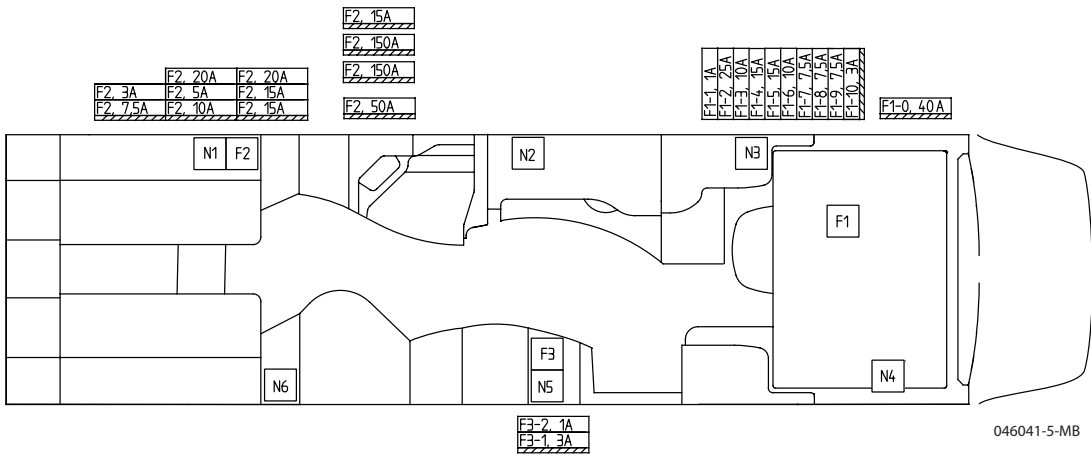 F2, 15A
F2, 150A
F2, 150A
F2, 50A
F2, 20A F2, 20A
F2, 3A F2, 5A F2, 15A
F2, 7,5A F2, 10A F2, 15A
F1-1, 1A
F1-2, 25A
F1-3, 10A
F1-4, 15A
F1-5, 15A
F1-6, 10A
F1-7, 7,5A
F1-8, 7,5A
F1-9, 7,5A
F1-10, 3A
F1-0, 40A
N1 F2
N2
N3
F1
F3
N5
N6
N4
F3-2, 1A
F3-1, 3A
046041-5-MB